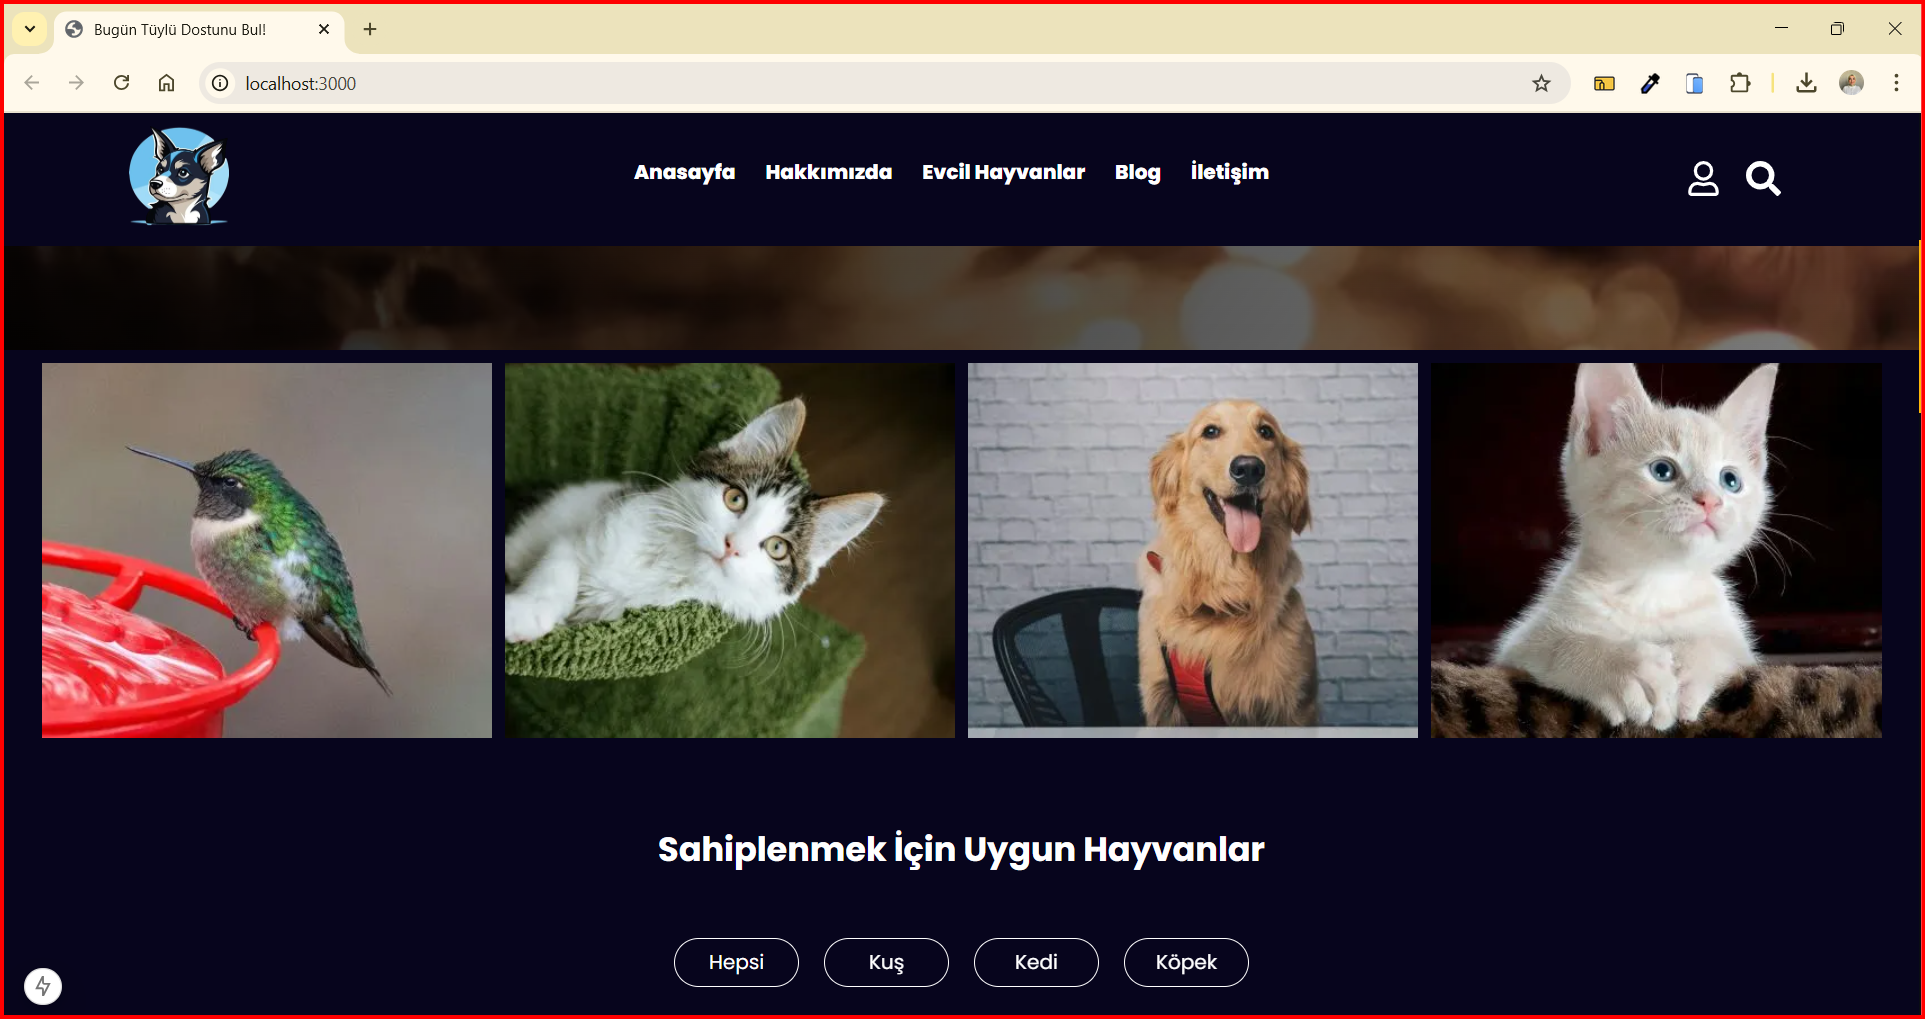 Bugün Tüylü Dostunu Bul!
localhost:3000
Anasayfa Hakkımızda Evcil Hayvanlar Blog İletişim
Sahiplenmek İçin Uygun Hayvanlar
Hepsi Kuş Kedi Köpek